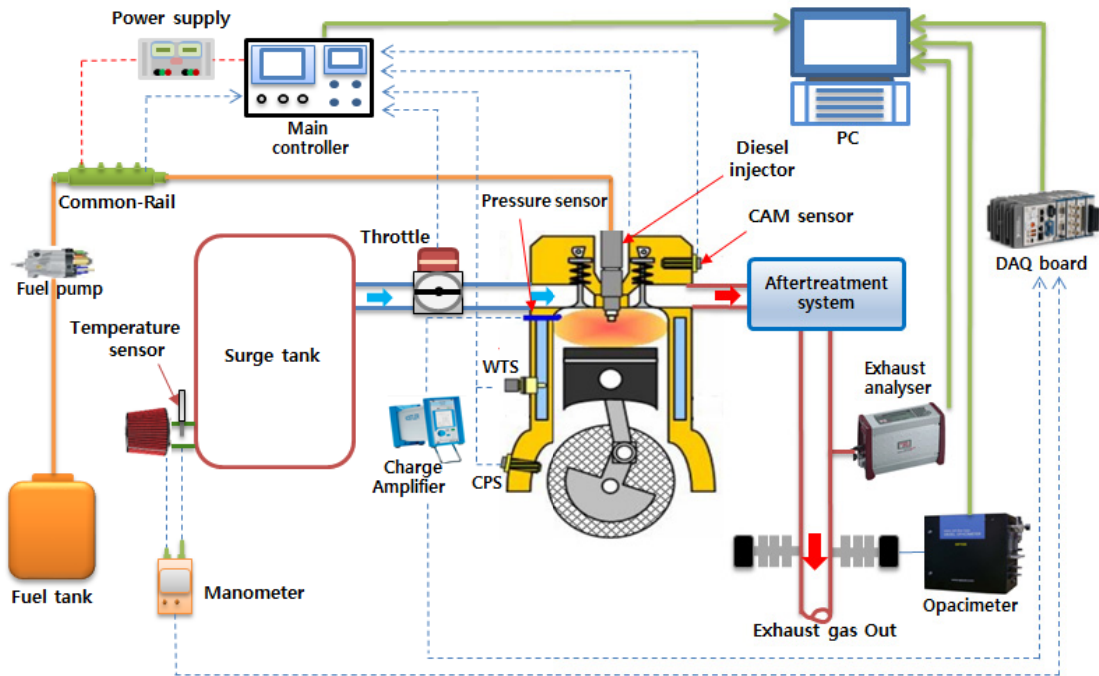 Power supply
Main
controller
PC
Diesel
injector
Common-Rail
Pressure sensor
CAM sensor
Throttle
DAQ board
Fuel pump
Aftertreatment
system
Temperature
sensor
Surge tank
WTS
Exhaust
analyser
Charge
Amplifier
CPS
Fuel tank
Manometer
Opacimeter
Exhaust gas Out